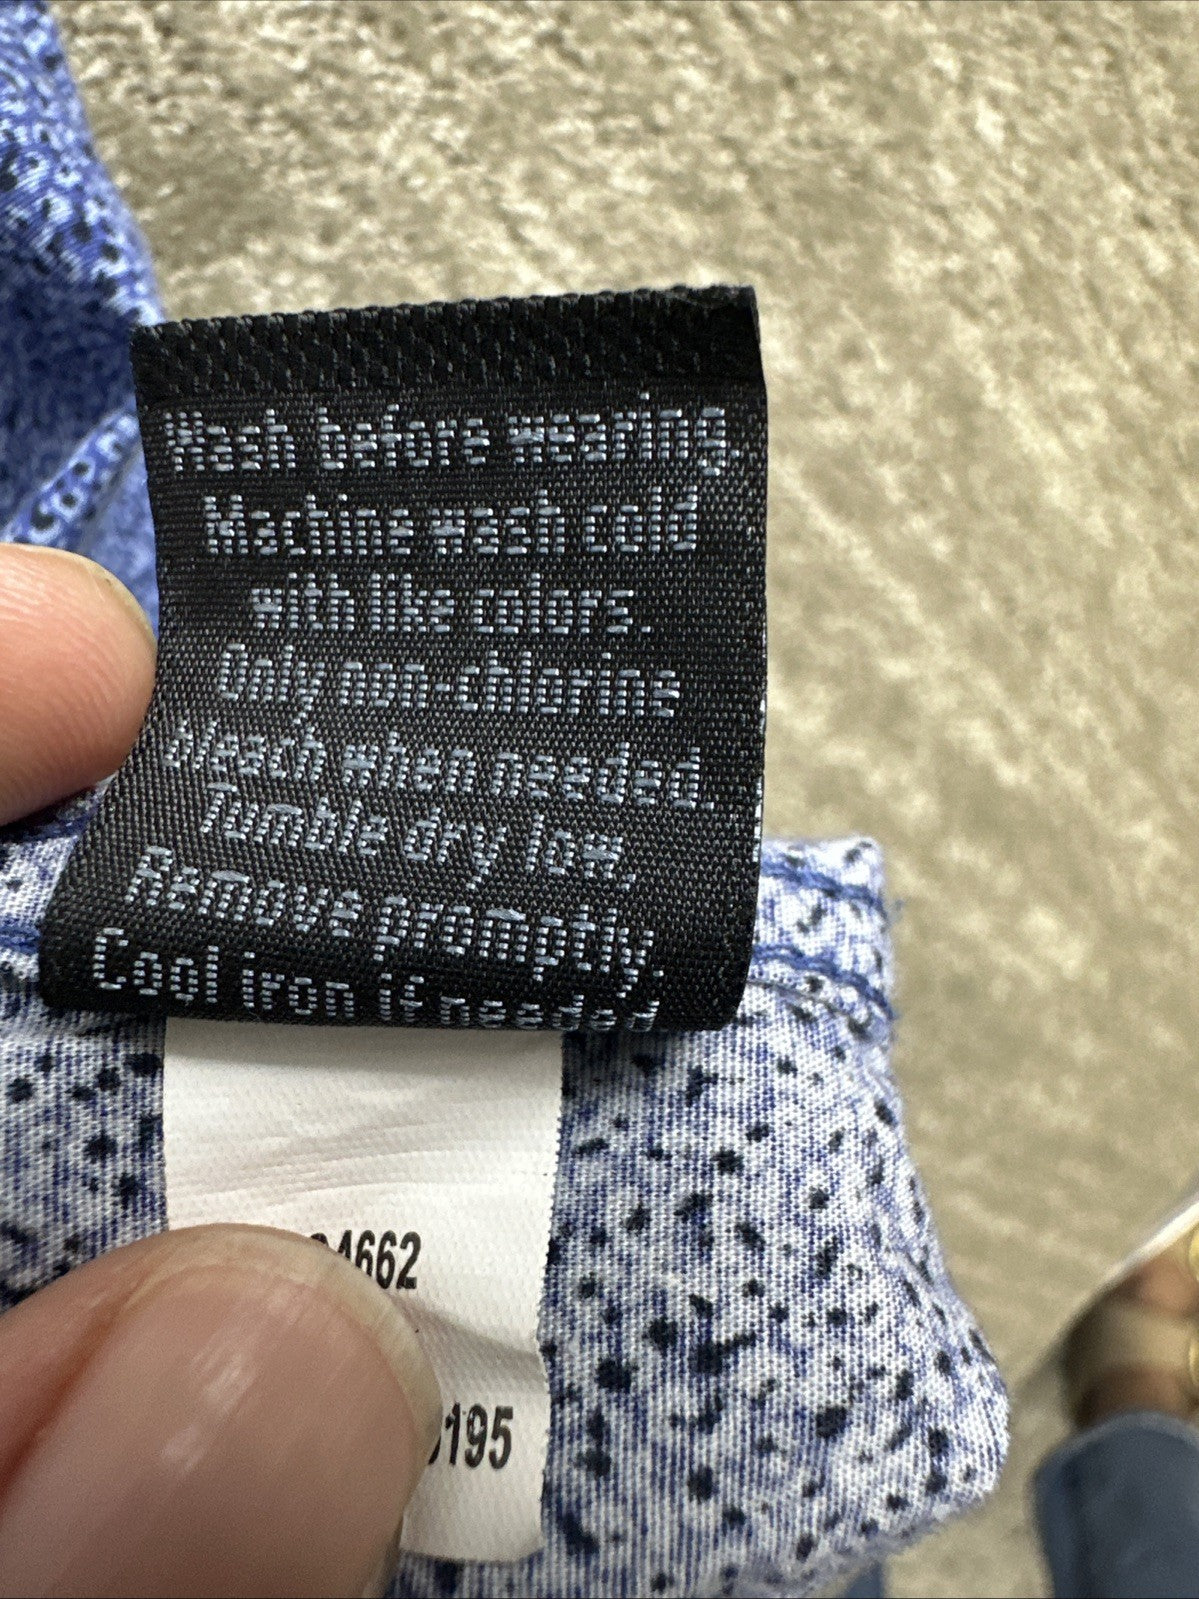 Wash before wearing.
Machine wash cold
with like colors.
Only non-chlorine
bleach when needed.
Tumble dry low.
Remove promptly.
Cool iron if needed.
4662
195